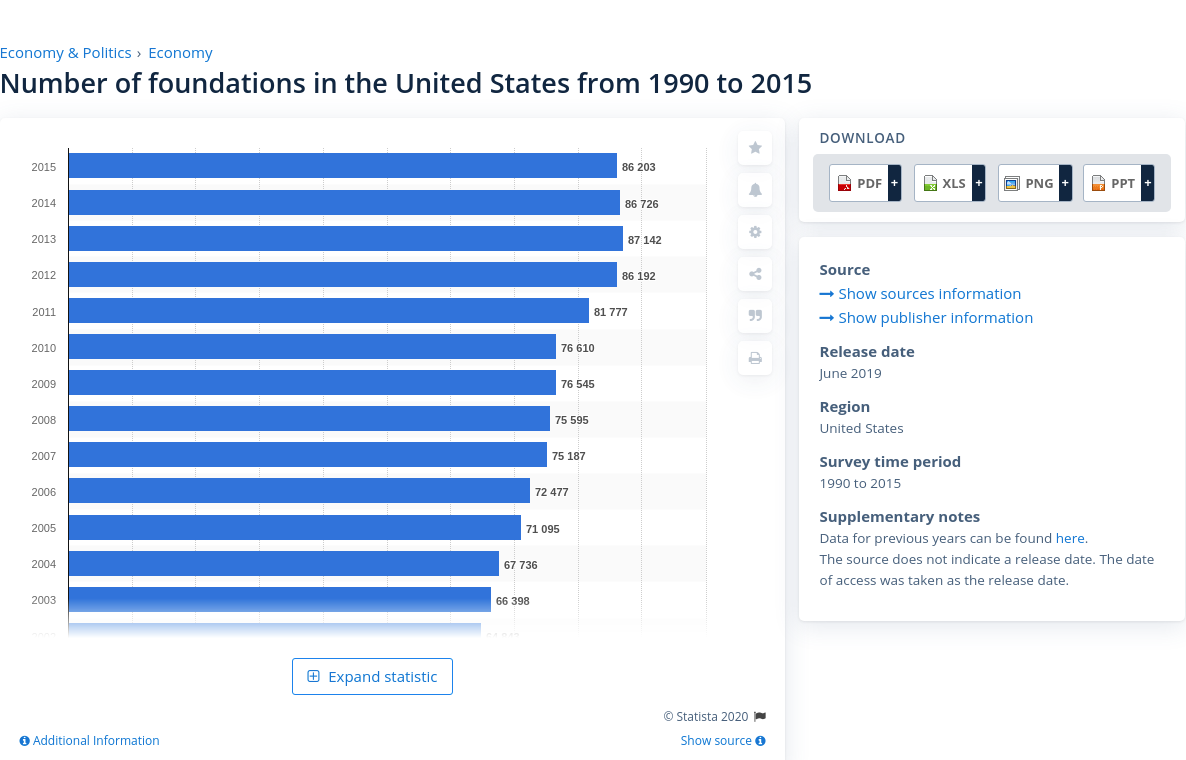 Economy & Politics › Economy
Number of foundations in the United States from 1990 to 2015
2015 86 203
2014 86 726
2013 87 142
2012 86 192
2011 81 777
2010 76 610
2009 76 545
2008 75 595
2007 75 187
2006 72 477
2005 71 095
2004 67 736
2003 66 398
Expand statistic
© Statista 2020
Additional Information
Show source
DOWNLOAD
PDF + XLS + PNG + PPT +
Source
Show sources information
Show publisher information
Release date
June 2019
Region
United States
Survey time period
1990 to 2015
Supplementary notes
Data for previous years can be found here.
The source does not indicate a release date. The date
of access was taken as the release date.